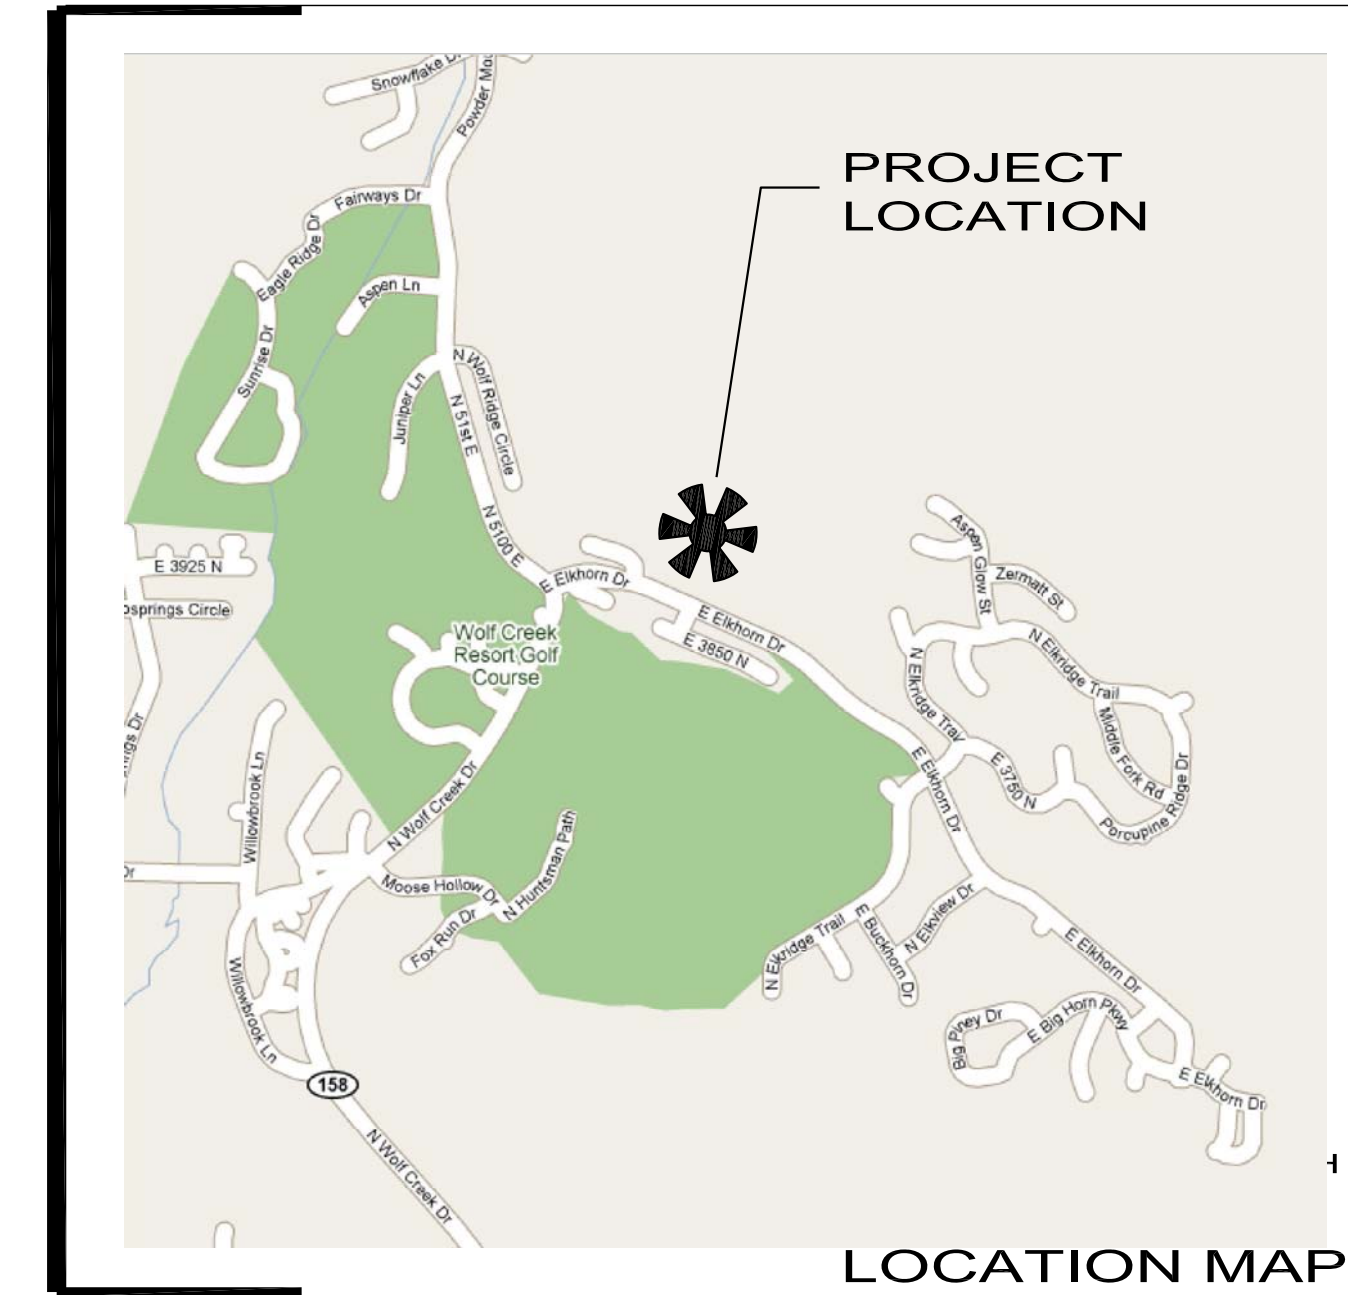 Snowflake D
Powder Mo
PROJECT
LOCATION
Fairways Dr
Eagle Ridge Dr
Aspen Ln
Sunrise Dr
Juniper Ln
N Wolf Ridge Circle
N 51st E
N 5100 E
E 3925 N
osprings Circle
E Elkhorn Dr
E Elkhorn Dr
E 3850 N
Aspen Glow St
Zermatt St
Wolf Creek
Resort Golf
Course
N Elkridge Trail
N Elkridge Trail
Middle Fork Rd
E 3750 N
Porcupine Ridge Dr
ngs Dr
Willowbrook Ln
N Wolf Creek Dr
E Elkhorn Dr
Dr
Moose Hollow Dr
N Huntsman Path
Fox Run Dr
N Elkridge Trail
E Buckhorn Dr
N Elkview Dr
E Elkhorn Dr
Willowbrook Ln
Big Piney Dr
E Big Horn Pkwy
E Elkhorn Dr
158
N Wolf Creek Dr
H
LOCATION MAP